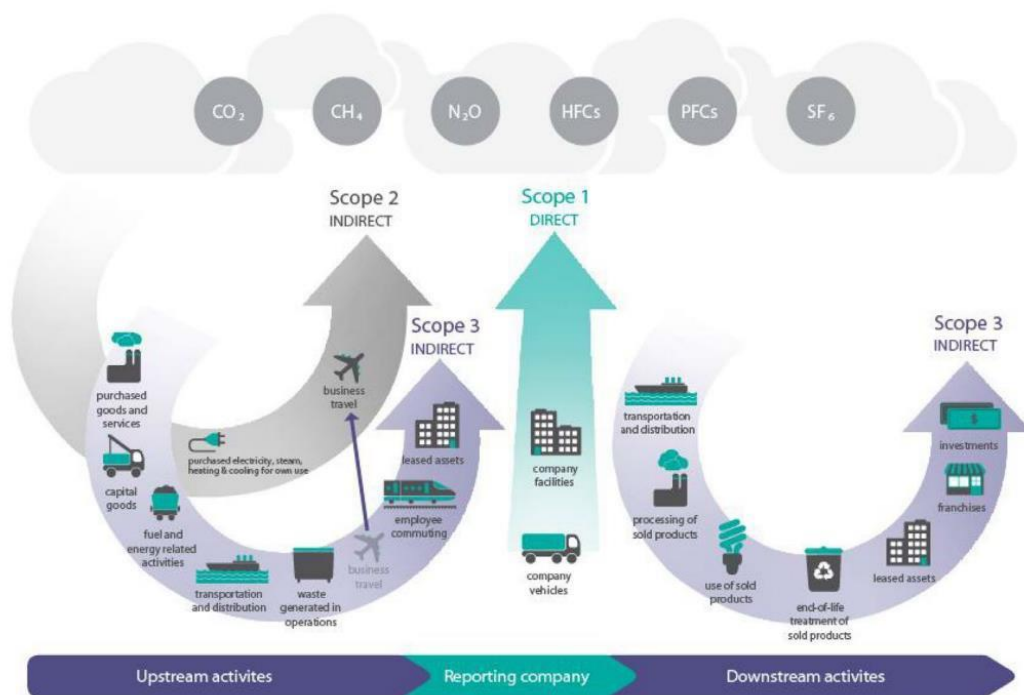 CO₂
CH₄
N₂O
HFCs
PFCs
SF₆
Scope 2
INDIRECT
Scope 1
DIRECT
Scope 3
INDIRECT
Scope 3
INDIRECT
purchased
goods and
services
capital
goods
fuel and
energy related
activities
purchased electricity, steam,
heating & cooling for own use
business
travel
transportation
and distribution
waste
generated in
operations
business
travel
employee
commuting
leased assets
company
facilities
company
vehicles
transportation
and distribution
processing of
sold products
use of sold
products
end-of-life
treatment of
sold products
leased assets
franchises
investments
$
Upstream activites
Reporting company
Downstream activites